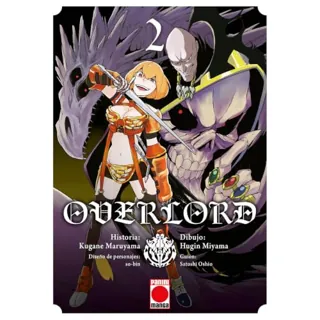 2
OVERLORD
Historia:
Kugane Maruyama
Diseño de personajes:
so-bin
Dibujo:
Hugin Miyama
Guion:
Satoshi Oshio
PANINI
manga